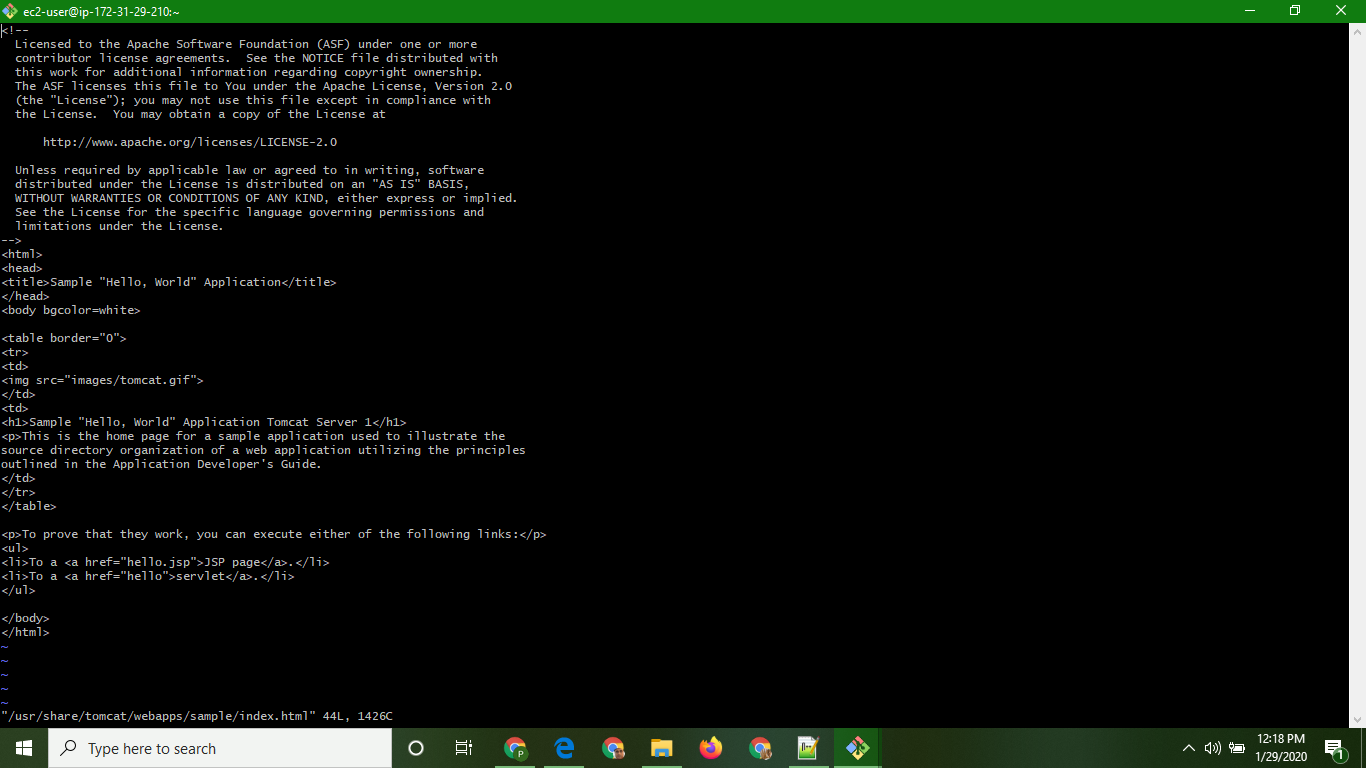 ec2-user@ip-172-31-29-210:~
<!--
  Licensed to the Apache Software Foundation (ASF) under one or more
  contributor license agreements.  See the NOTICE file distributed with
  this work for additional information regarding copyright ownership.
  The ASF licenses this file to You under the Apache License, Version 2.0
  (the "License"); you may not use this file except in compliance with
  the License.  You may obtain a copy of the License at

      http://www.apache.org/licenses/LICENSE-2.0

  Unless required by applicable law or agreed to in writing, software
  distributed under the License is distributed on an "AS IS" BASIS,
  WITHOUT WARRANTIES OR CONDITIONS OF ANY KIND, either express or implied.
  See the License for the specific language governing permissions and
  limitations under the License.
-->
<html>
<head>
<title>Sample "Hello, World" Application</title>
</head>
<body bgcolor=white>

<table border="0">
<tr>
<td>
<img src="images/tomcat.gif">
</td>
<td>
<h1>Sample "Hello, World" Application Tomcat Server 1</h1>
<p>This is the home page for a sample application used to illustrate the
source directory organization of a web application utilizing the principles
outlined in the Application Developer's Guide.
</td>
</tr>
</table>

<p>To prove that they work, you can execute either of the following links:</p>
<ul>
<li>To a <a href="hello.jsp">JSP page</a>.</li>
<li>To a <a href="hello">servlet</a>.</li>
</ul>

</body>
</html>
~
~
~
~
~
"/usr/share/tomcat/webapps/sample/index.html" 44L, 1426C
Type here to search
P
12:18 PM
1/29/2020
1